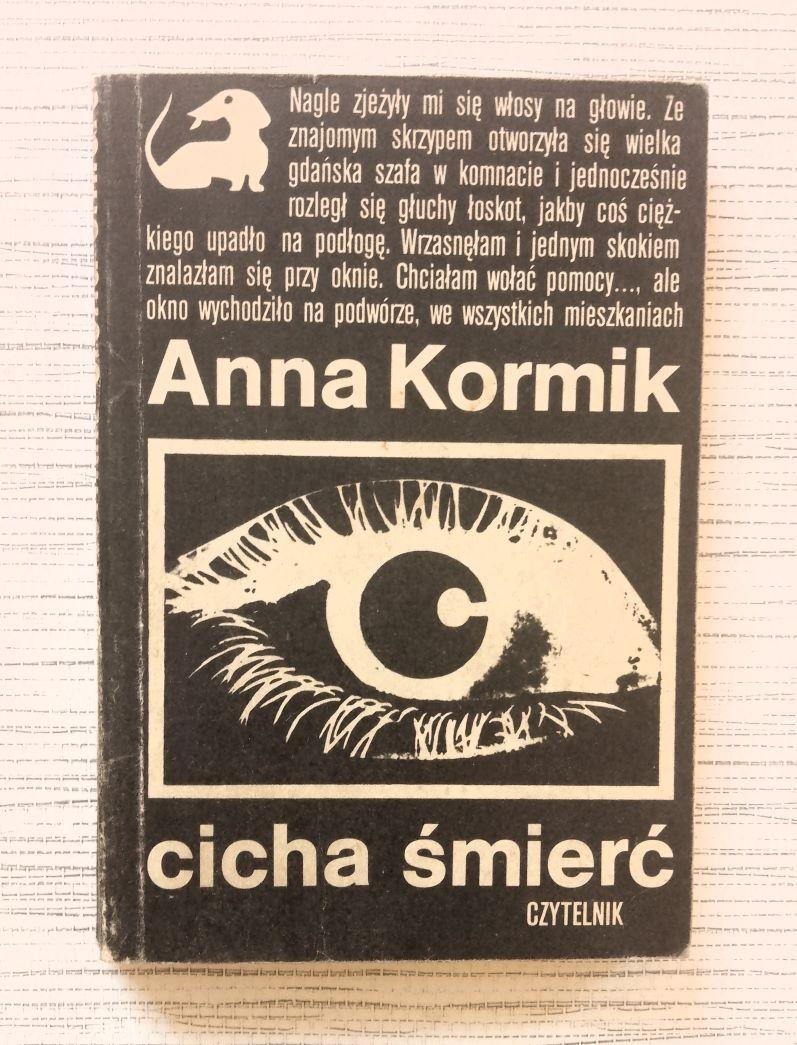 Nagle zjeżyły mi się włosy na głowie. Ze
znajomym skrzypem otworzyła się wielka
gdańska szafa w komnacie i jednocześnie
rozległ się głuchy łoskot, jakby coś cięż-
kiego upadło na podłogę. Wrzasnęłam i jednym skokiem
znalazłam się przy oknie. Chciałam wołać pomocy..., ale
okno wychodziło na podwórze, we wszystkich mieszkaniach
Anna Kormik
cicha śmierć
CZYTELNIK